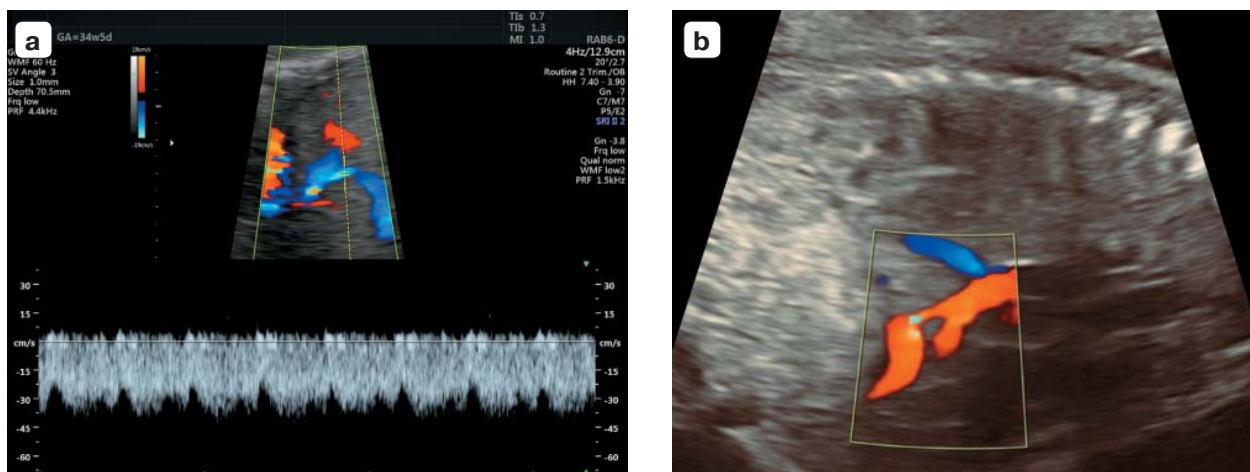 a
TIs 0.7
TIb 1.3
MI 1.0
GA=34w5d
RAB6-D
4Hz/12.9cm
20°/2.7
Routine 2 Trim./OB
HH 7.40 - 3.90
Gn -7
C7/M7
P5/E2
SRI II 2
Gn -3.8
Frq low
Qual norm
WMF low2
PRF 1.5kHz
WMF 60 Hz
SV Angle 3
Size 1.0mm
Depth 70.5mm
Frq low
PRF 4.4kHz
30
15
cm/s
-15
-30
-45
-60
30
15
cm/s
-15
-30
-45
-60
b